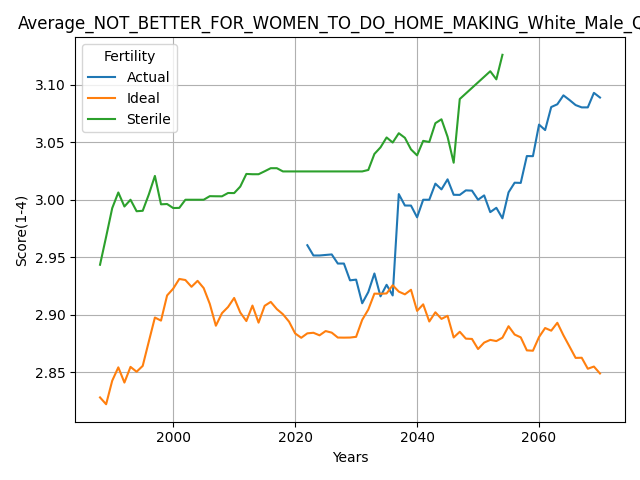 Average_NOT_BETTER_FOR_WOMEN_TO_DO_HOME_MAKING_White_Male_
Fertility
Actual
Ideal
Sterile
3.10
3.05
3.00
2.95
2.90
2.85
Score(1-4)
2000
2020
2040
2060
Years